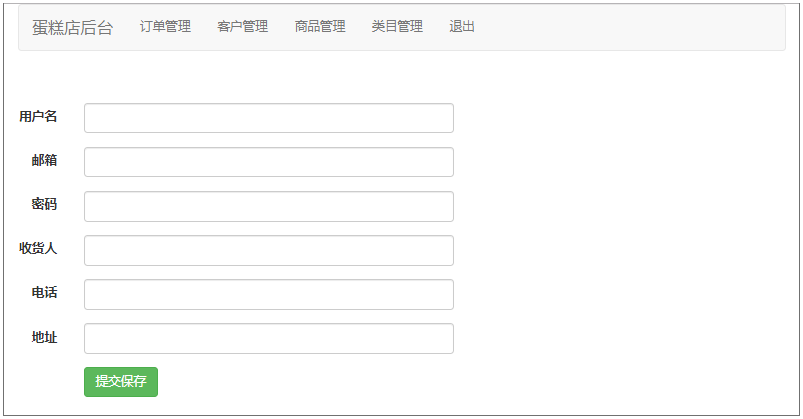 蛋糕店后台 订单管理 客户管理 商品管理 类目管理 退出
用户名
邮箱
密码
收货人
电话
地址
提交保存